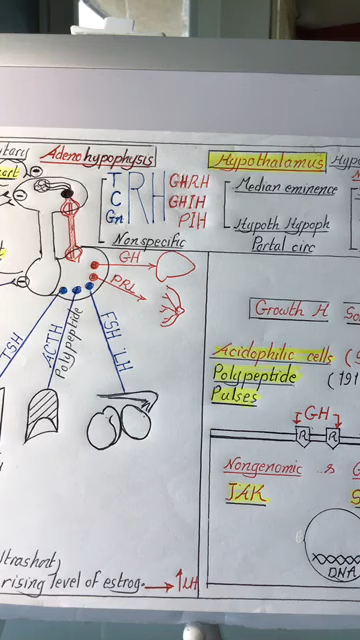 Adenohypophysis
T
C
Gn
RH
GHRH
GHIH
PIH
Nonspecific
GH
PRL
TSH
ACTH
Polypeptide
FSH LH
rising level of estrog. → ↑LH
Hypothalamus
Median eminence
Hypoth Hypoph
Portal circ
Growth H
Acidophilic cells
Polypeptide (191
Pulses
GH
R R
Nongenomic
JAK
DNA